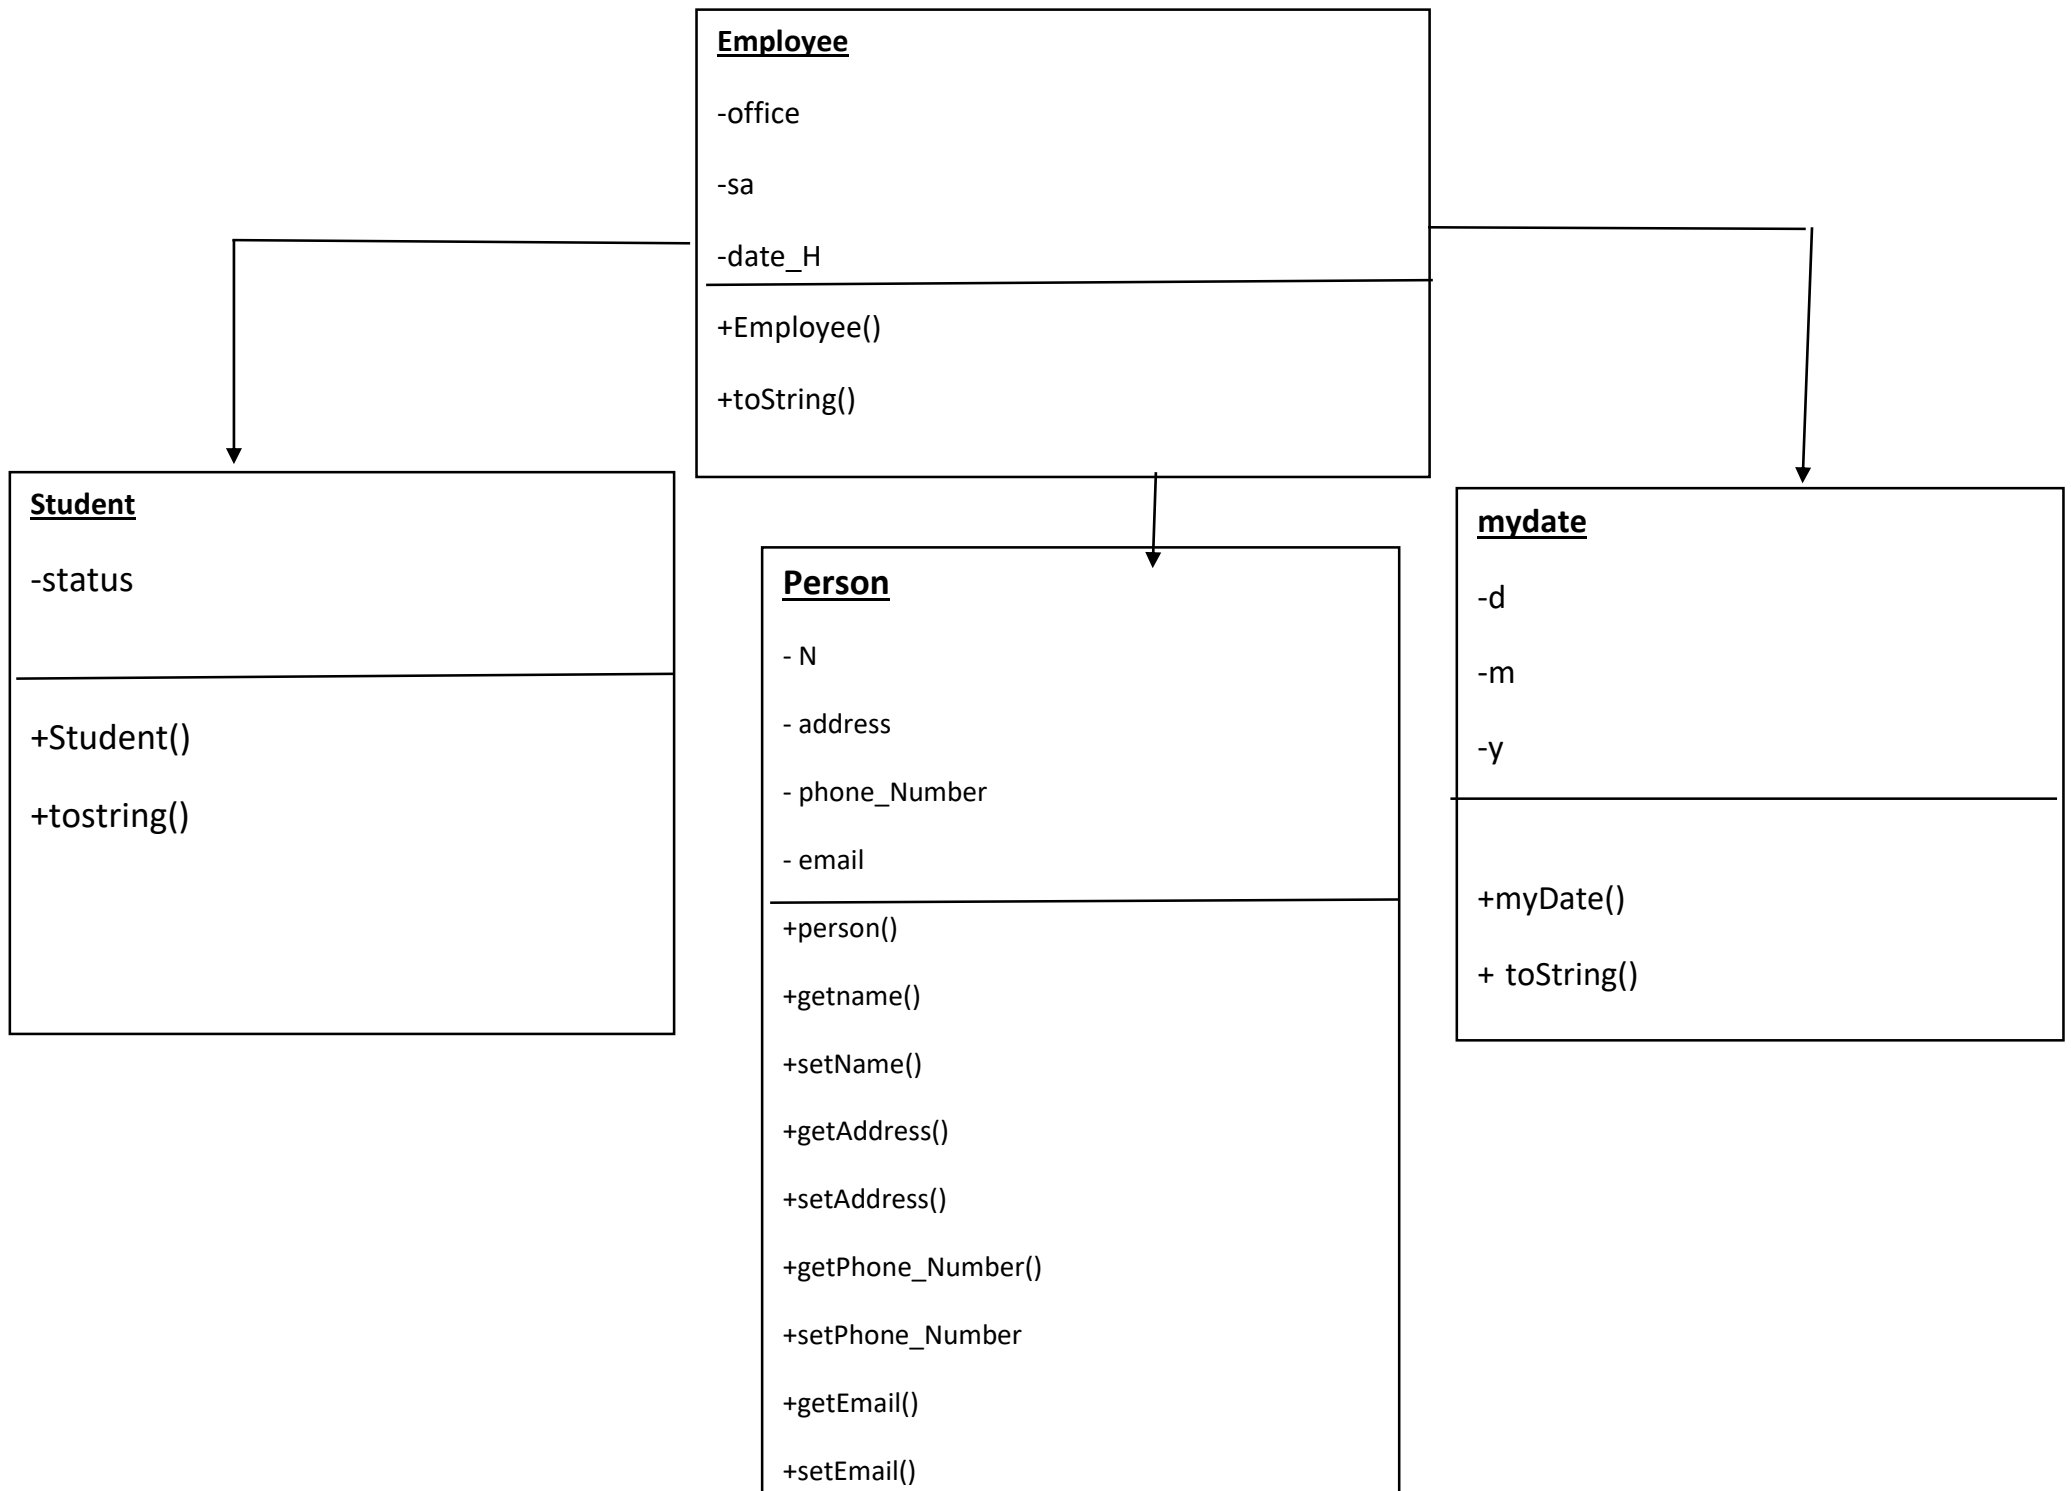 Employee
-office
-sa
-date_H
+Employee()
+toString()
Student
-status
+Student()
+tostring()
Person
- N
- address
- phone_Number
- email
+person()
+getname()
+setName()
+getAddress()
+setAddress()
+getPhone_Number()
+setPhone_Number
+getEmail()
+setEmail()
mydate
-d
-m
-y
+myDate()
+ toString()